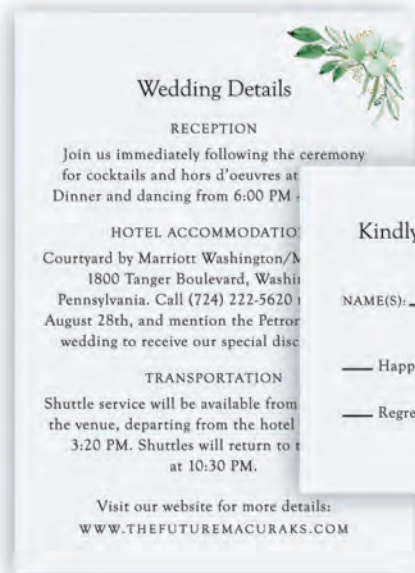 Wedding Details
RECEPTION
Join us immediately following the ceremony
for cocktails and hors d'oeuvres at
Dinner and dancing from 6:00 PM
HOTEL ACCOMMODATIO
Courtyard by Marriott Washington/M
1800 Tanger Boulevard, Washi
Pennsylvania. Call (724) 222-5620
August 28th, and mention the Petro
wedding to receive our special disc
TRANSPORTATION
Shuttle service will be available from
the venue, departing from the hotel
3:20 PM. Shuttles will return to t
at 10:30 PM.
Visit our website for more details:
WWW.THEFUTUREMACURAKS.COM
Kindly
NAME(S):
Happ
Regre